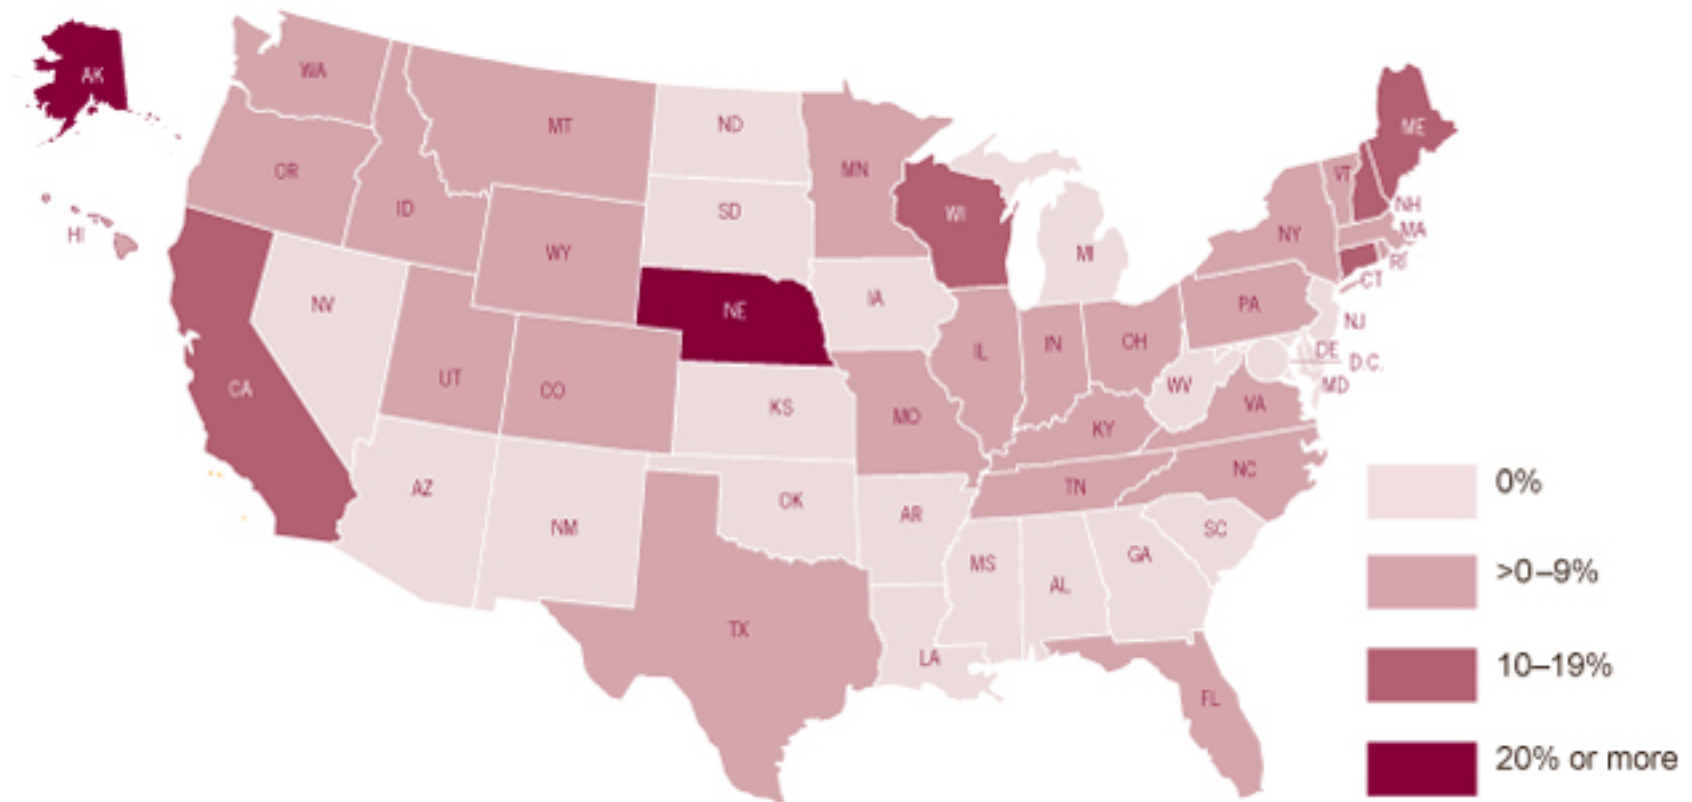 AK
WA
MT
ND
MN
ME
OR
ID
SD
WI
VT
NH
HI
WY
MI
NY
MA
RI
CT
NV
NE
IA
PA
NJ
UT
CO
IL
IN
OH
DE
D.C.
CA
KS
MO
WV
MD
KY
VA
AZ
NM
OK
AR
TN
NC
0%
SC
MS
AL
GA
>0–9%
TX
LA
10–19%
FL
20% or more